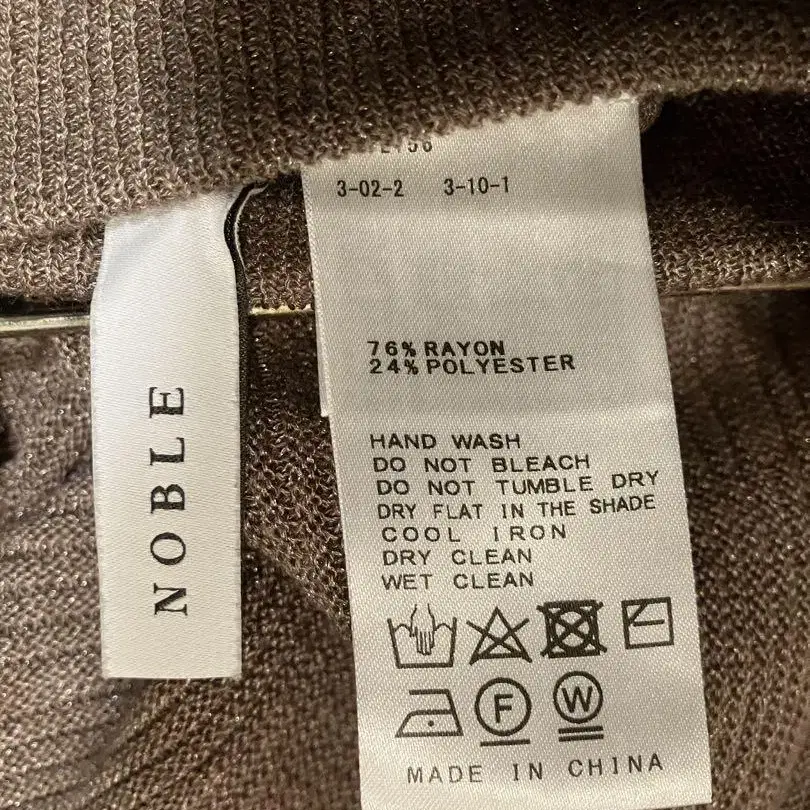 3-02-2 3-10-1
76% RAYON
24% POLYESTER
HAND WASH
DO NOT BLEACH
DO NOT TUMBLE DRY
DRY FLAT IN THE SHADE
COOL IRON
DRY CLEAN
WET CLEAN
F
W
MADE IN CHINA
NOBLE